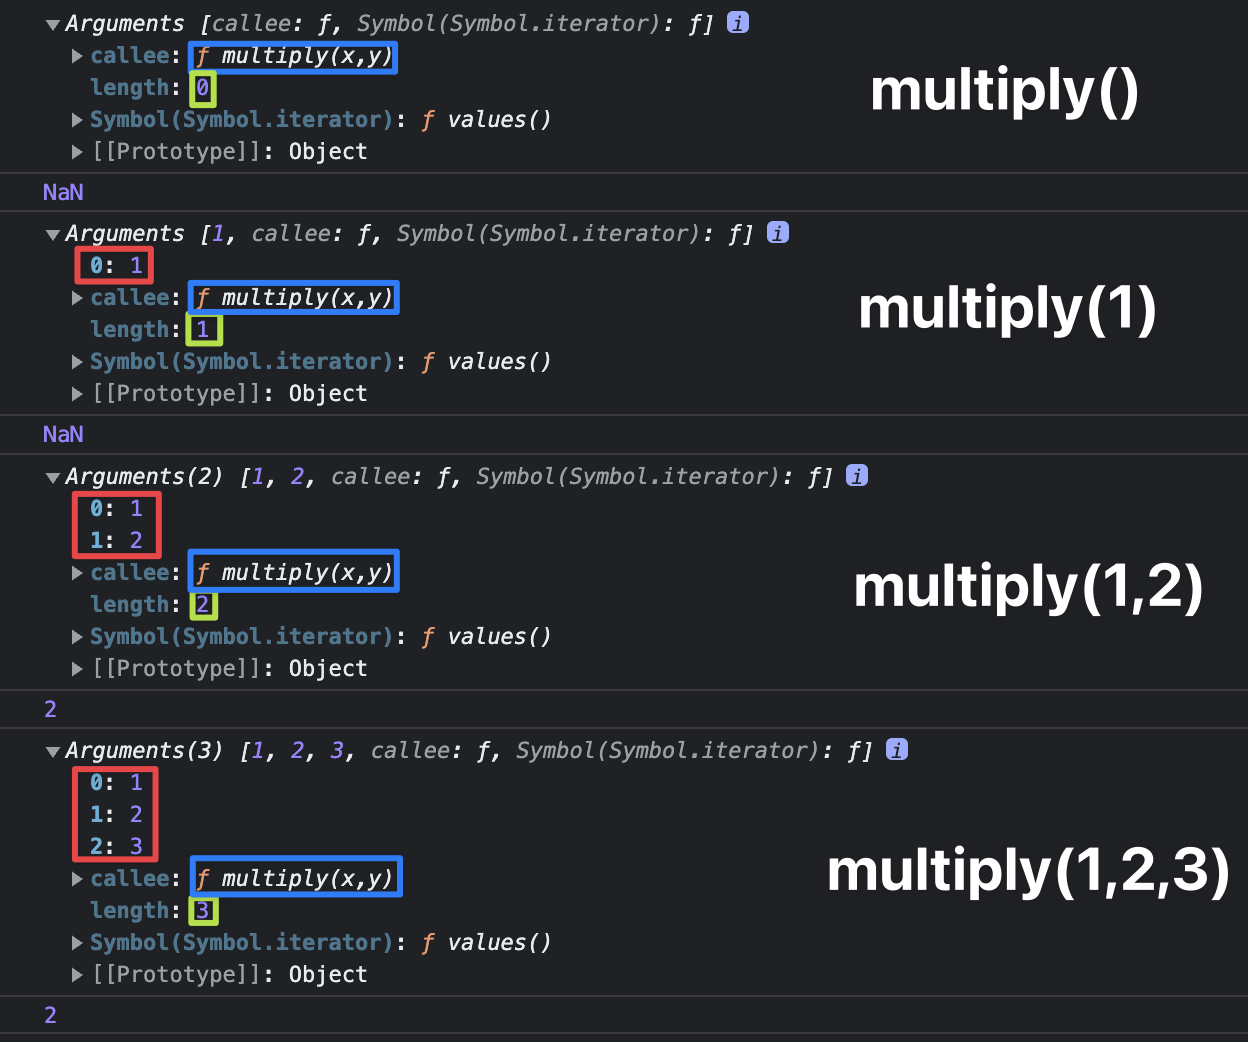 ▼Arguments [callee: ƒ, Symbol(Symbol.iterator): ƒ] i
▶callee: ƒ multiply(x,y)
length: 0
multiply()
▶Symbol(Symbol.iterator): ƒ values()
▶[[Prototype]]: Object
NaN
▼Arguments [1, callee: ƒ, Symbol(Symbol.iterator): ƒ] i
0: 1
▶callee: ƒ multiply(x,y)
multiply(1)
length: 1
▶Symbol(Symbol.iterator): ƒ values()
▶[[Prototype]]: Object
NaN
▼Arguments(2) [1, 2, callee: ƒ, Symbol(Symbol.iterator): ƒ] i
0: 1
1: 2
▶callee: ƒ multiply(x,y)
multiply(1,2)
length: 2
▶Symbol(Symbol.iterator): ƒ values()
▶[[Prototype]]: Object
2
▼Arguments(3) [1, 2, 3, callee: ƒ, Symbol(Symbol.iterator): ƒ] i
0: 1
1: 2
2: 3
▶callee: ƒ multiply(x,y)
multiply(1,2,3)
length: 3
▶Symbol(Symbol.iterator): ƒ values()
▶[[Prototype]]: Object
2